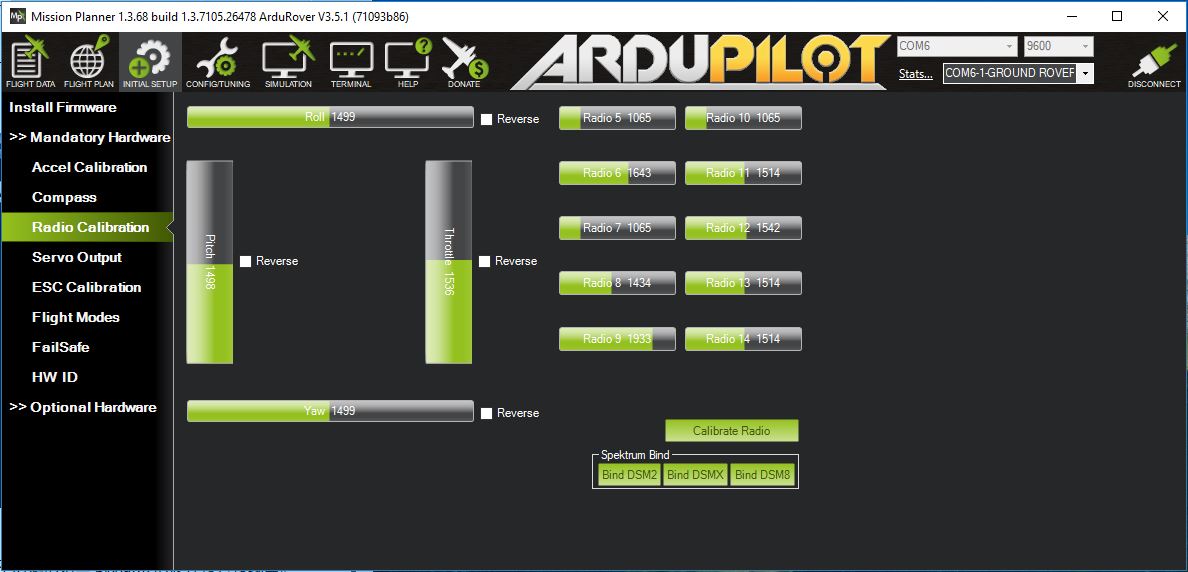 Mission Planner 1.3.68 build 1.3.7105.26478 ArduRover V3.5.1 (71093b86)
FLIGHT DATA FLIGHT PLAN INITIAL SETUP CONFIG/TUNING SIMULATION TERMINAL HELP DONATE
ARDUPILOT
COM6 9600
Stats... COM6-1-GROUND ROVER
DISCONNECT
Install Firmware
>> Mandatory Hardware
Accel Calibration
Compass
Radio Calibration
Servo Output
ESC Calibration
Flight Modes
FailSafe
HW ID
>> Optional Hardware
Roll 1499 Reverse
Pitch 1498 Reverse
Throttle 1536 Reverse
Yaw 1499 Reverse
Radio 5 1065 Radio 10 1065
Radio 6 1643 Radio 11 1514
Radio 7 1065 Radio 12 1542
Radio 8 1434 Radio 13 1514
Radio 9 1933 Radio 14 1514
Calibrate Radio
Spektrum Bind
Bind DSM2 Bind DSMX Bind DSM8